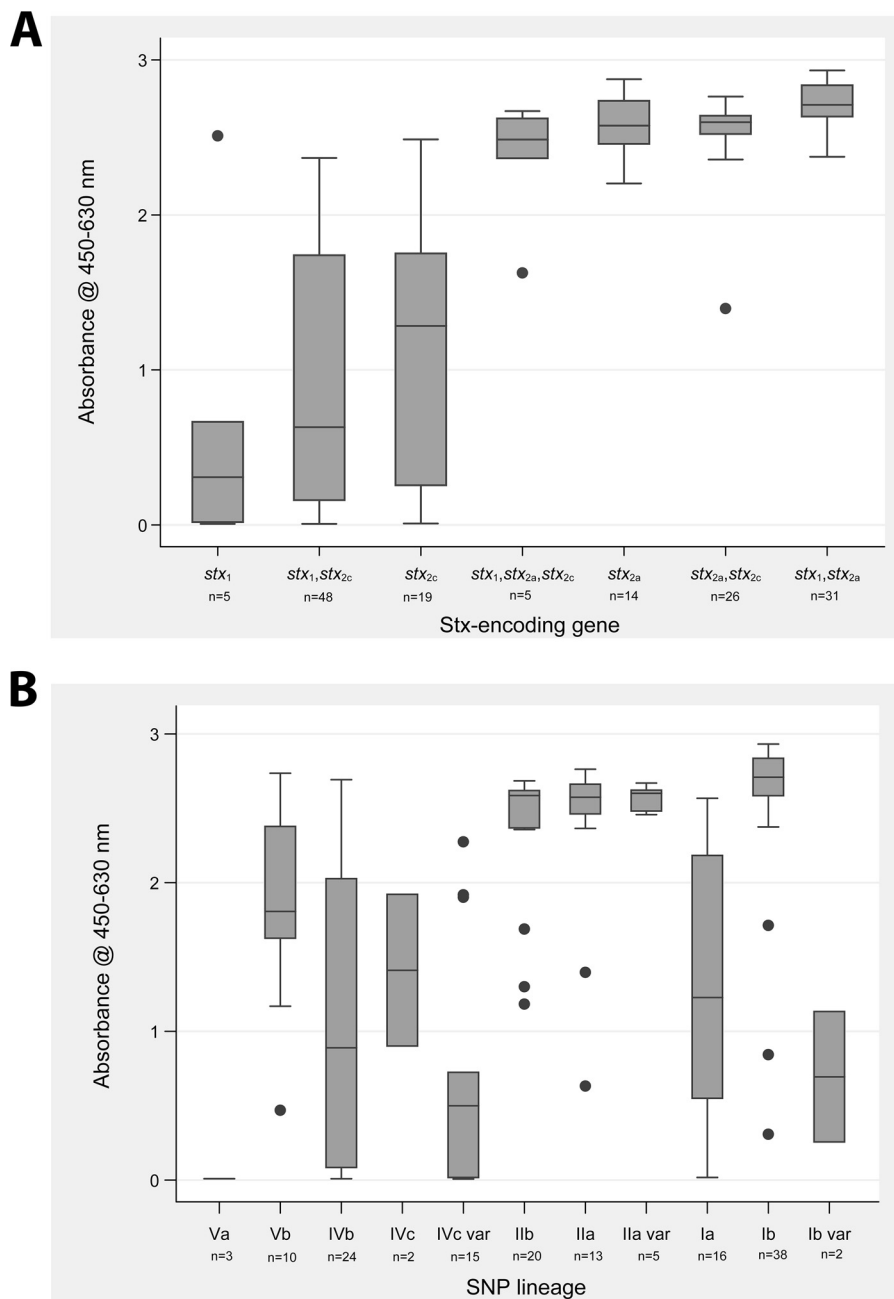 A
Absorbance @ 450-630 nm
3
2
1
0
stx₁ stx₁,stx₂c stx₂c stx₁,stx₂a,stx₂c stx₂a stx₂a,stx₂c stx₁,stx₂a
n=5 n=48 n=19 n=5 n=14 n=26 n=31
Stx-encoding gene
B
Absorbance @ 450-630 nm
3
2
1
0
Va Vb IVb IVc IVc var IIb IIa IIa var Ia Ib Ib var
n=3 n=10 n=24 n=2 n=15 n=20 n=13 n=5 n=16 n=38 n=2
SNP lineage